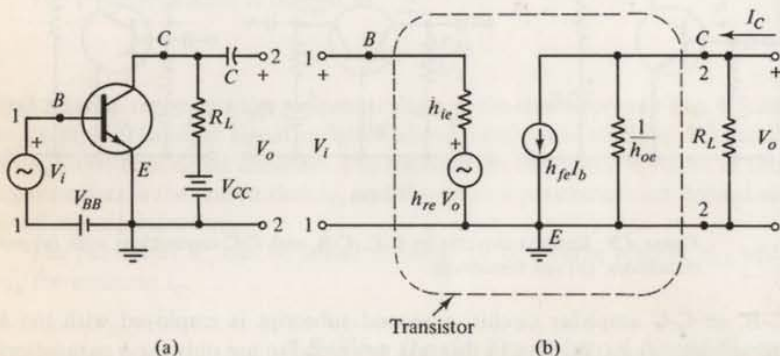 C
C
2
+
B
1
+
R_L
V_o
V_i
E
V_BB
V_CC
1
2
(a)
1
+
B
V_i
1
h_ie
+
h_re V_o
h_fe I_b
1
h_oe
E
C
2
I_C
+
R_L
V_o
2
Transistor
(b)